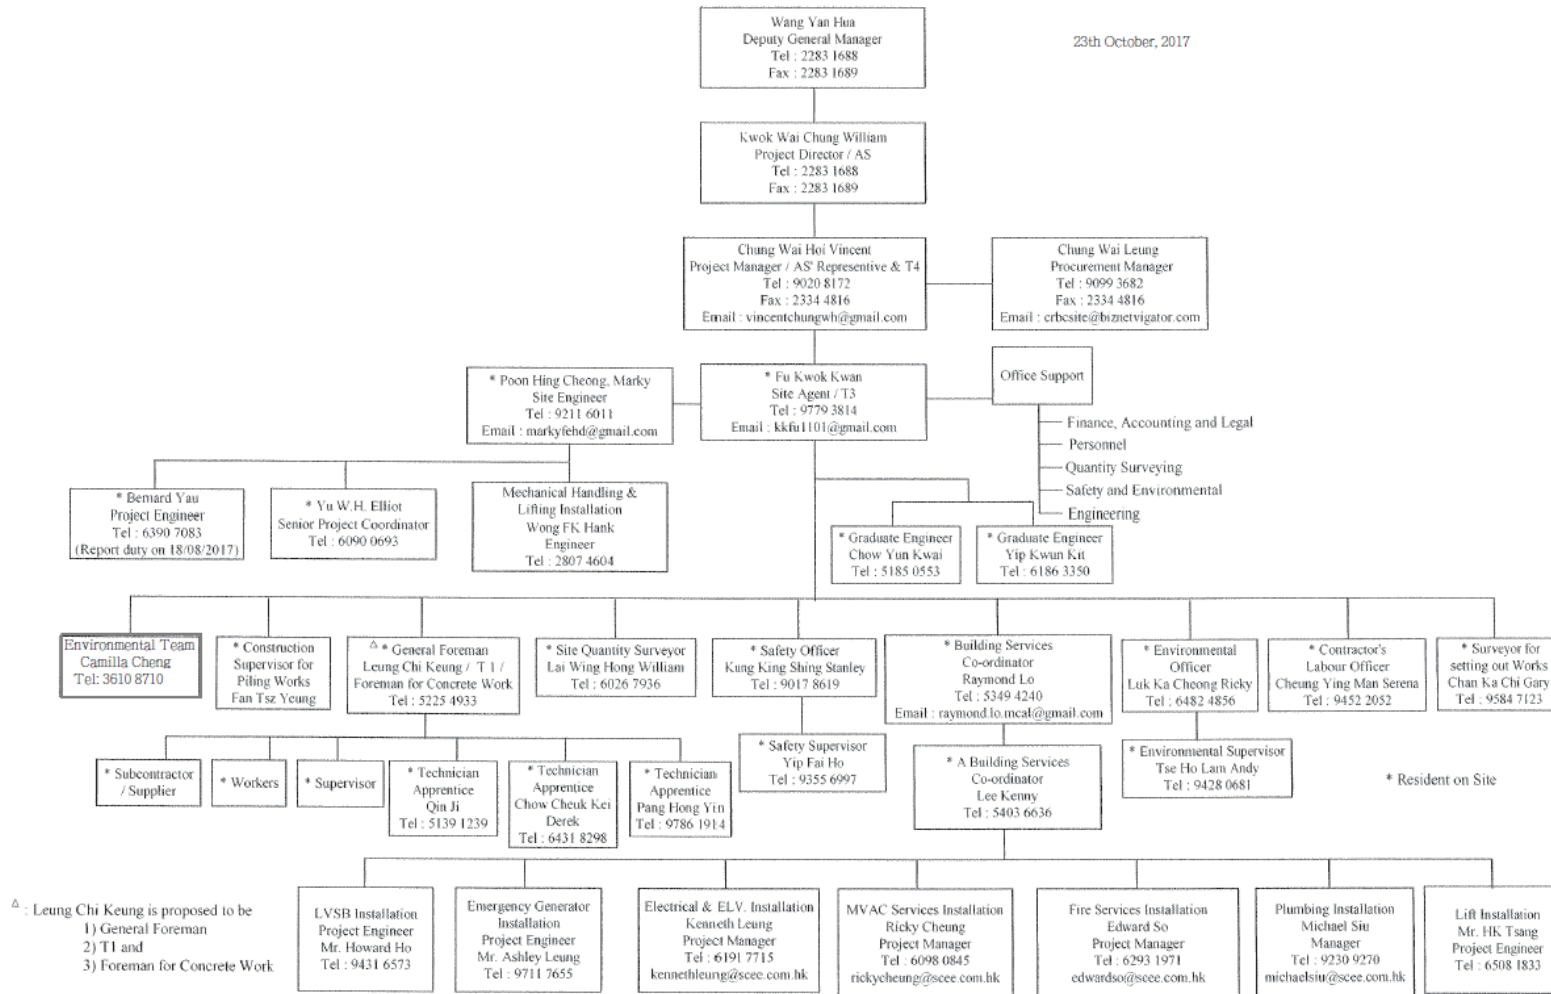 Wang Yan Hua
Deputy General Manager
Tel : 2283 1688
Fax : 2283 1689
23th October, 2017
Kwok Wai Chung William
Project Director / AS
Tel : 2283 1688
Fax : 2283 1689
Chung Wai Hoi Vincent
Project Manager / AS' Representive & T4
Tel : 9020 8172
Fax : 2334 4816
Email : vincentchungwh@gmail.com
Chung Wai Leung
Procurement Manager
Tel : 9099 3682
Fax : 2334 4816
Email : crbcsite@biznetvigator.com
* Poon Hing Cheong, Marky
Site Engineer
Tel : 9211 6011
Email : markyfehd@gmail.com
* Fu Kwok Kwan
Site Agent / T3
Tel : 9779 3814
Email : kkfu1101@gmail.com
Office Support
Finance, Accounting and Legal
Personnel
Quantity Surveying
Safety and Environmental
Engineering
* Bernard Yau
Project Engineer
Tel : 6390 7083
(Report duty on 18/08/2017)
* Yu W.H. Elliot
Senior Project Coordinator
Tel : 6090 0693
Mechanical Handling &
Lifting Installation
Wong FK Hank
Engineer
Tel : 2807 4604
* Graduate Engineer
Chow Yun Kwai
Tel : 5185 0553
* Graduate Engineer
Yip Kwun Kit
Tel : 6186 3350
Environmental Team
Camilla Cheng
Tel: 3610 8710
* Construction
Supervisor for
Piling Works
Fan Tsz Yeung
△ * General Foreman
Leung Chi Keung / T 1 /
Foreman for Concrete Work
Tel : 5225 4933
* Site Quantity Surveyor
Lai Wing Hong William
Tel : 6026 7936
* Safety Officer
Kung King Shing Stanley
Tel : 9017 8619
* Building Services
Co-ordinator
Raymond Lo
Tel : 5349 4240
Email : raymond.lo.mcal@gmail.com
* Environmental
Officer
Luk Ka Cheong Ricky
Tel : 6482 4856
* Contractor's
Labour Officer
Cheung Ying Man Serena
Tel : 9452 2052
* Surveyor for
setting out Works
Chan Ka Chi Gary
Tel : 9584 7123
* Subcontractor
/ Supplier
* Workers
* Supervisor
* Technician
Apprentice
Qin Ji
Tel : 5139 1239
* Technician
Apprentice
Chow Cheuk Kei
Derek
Tel : 6431 8298
* Technician
Apprentice
Pang Hong Yin
Tel : 9786 1914
* Safety Supervisor
Yip Fai Ho
Tel : 9355 6997
* A Building Services
Co-ordinator
Lee Kenny
Tel : 5403 6636
* Environmental Supervisor
Tse Ho Lam Andy
Tel : 9428 0681
* Resident on Site
△ : Leung Chi Keung is proposed to be
1) General Foreman
2) T1 and
3) Foreman for Concrete Work
LVSB Installation
Project Engineer
Mr. Howard Ho
Tel : 9431 6573
Emergency Generator
Installation
Project Engineer
Mr. Ashley Leung
Tel : 9711 7655
Electrical & ELV. Installation
Kenneth Leung
Project Manager
Tel : 6191 7715
kennethleung@scee.com.hk
MVAC Services Installation
Ricky Cheung
Project Manager
Tel : 6098 0845
rickycheung@scee.com.hk
Fire Services Installation
Edward So
Project Manager
Tel : 6293 1971
edwardso@scee.com.hk
Plumbing Installation
Michael Siu
Manager
Tel : 9230 9270
michaelsiu@scee.com.hk
Lift Installation
Mr. HK Tsang
Project Engineer
Tel : 6508 1833